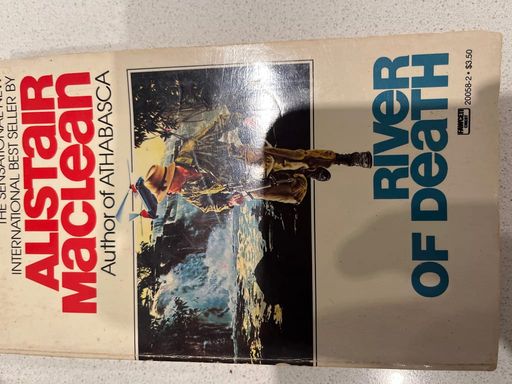 THE SENSATIONAL NEW
INTERNATIONAL BEST SELLER BY
ALISTAIR
MACLEAN
Author of ATHABASCA
RIVER
OF DEATH
FAWCETT
20058-2 • $3.50